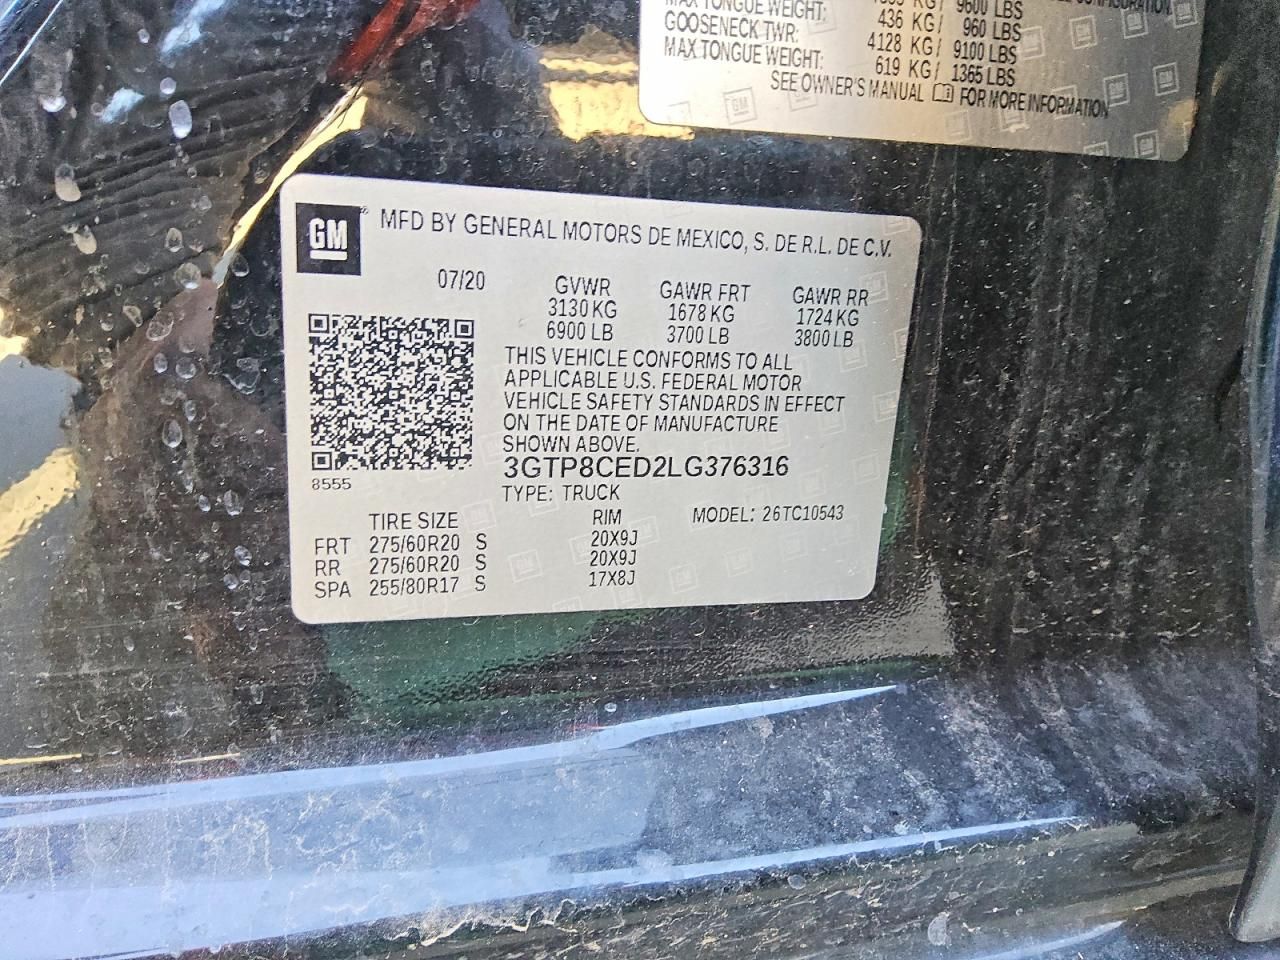 MAX TONGUE WEIGHT: KG/ 9600 LBS
GOOSENECK TWR: 436 KG/ 960 LBS
MAX TONGUE WEIGHT: 4128 KG/ 9100 LBS
619 KG/ 1365 LBS
SEE OWNER'S MANUAL FOR MORE INFORMATION
GM® MFD BY GENERAL MOTORS DE MEXICO, S. DE R.L. DE C.V.
07/20 GVWR GAWR FRT GAWR RR
3130 KG 1678 KG 1724 KG
6900 LB 3700 LB 3800 LB
THIS VEHICLE CONFORMS TO ALL
APPLICABLE U.S. FEDERAL MOTOR
VEHICLE SAFETY STANDARDS IN EFFECT
ON THE DATE OF MANUFACTURE
SHOWN ABOVE.
3GTP8CED2LG376316
8555
TYPE: TRUCK
TIRE SIZE RIM MODEL: 26TC10543
FRT 275/60R20 S 20X9J
RR 275/60R20 S 20X9J
SPA 255/80R17 S 17X8J